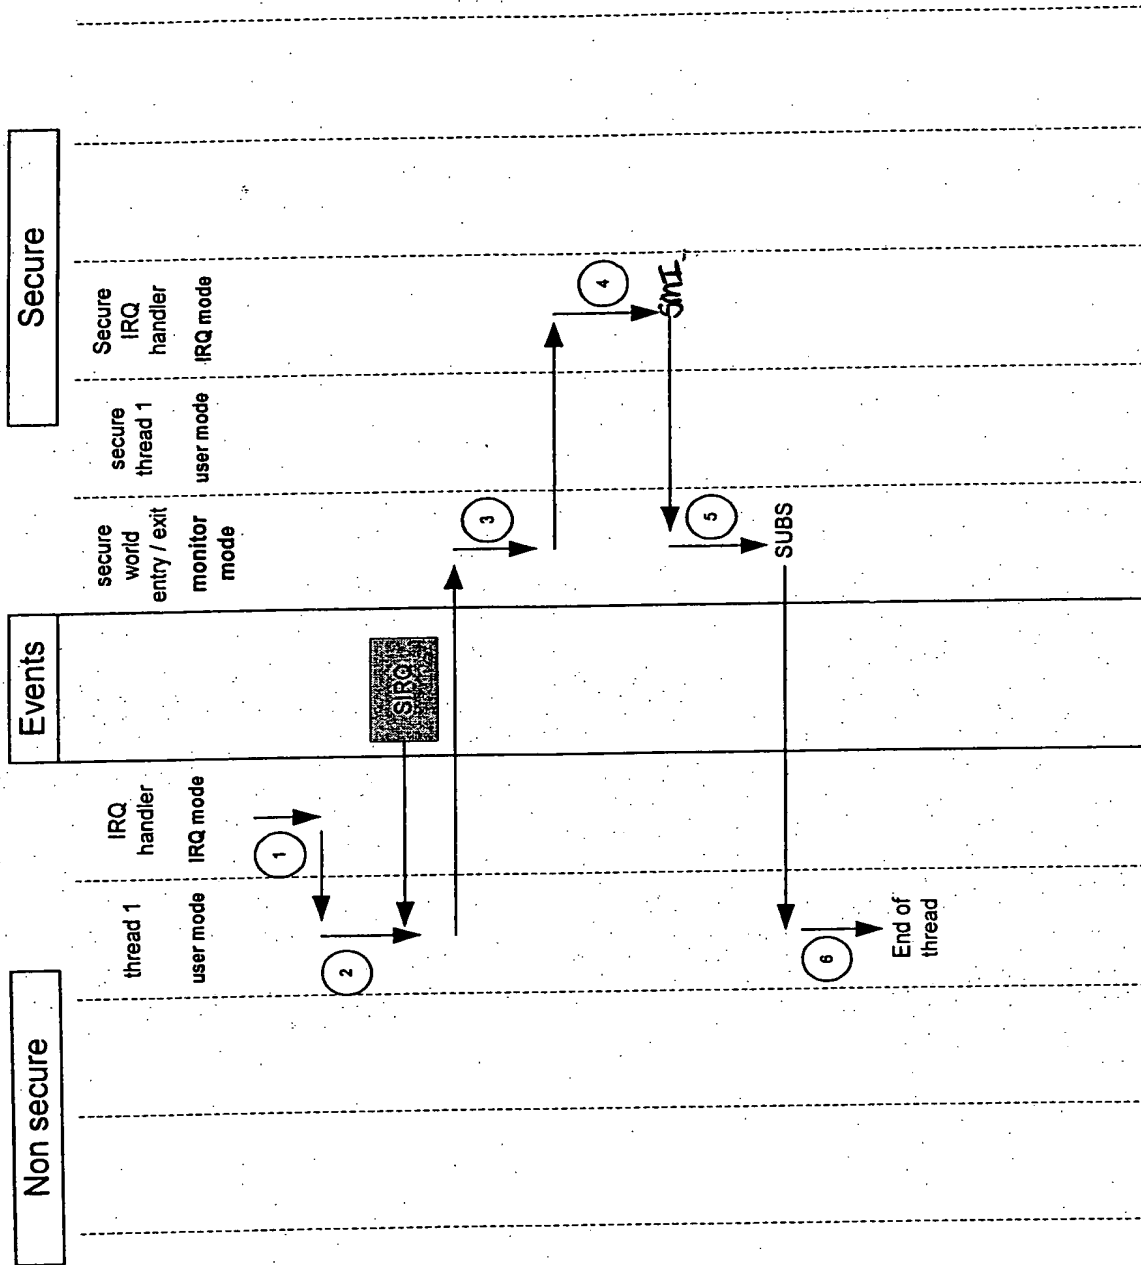 Non secure
Events
Secure
thread 1
user mode
IRQ
handler
IRQ mode
secure
world
entry / exit
monitor
mode
secure
thread 1
user mode
Secure
IRQ
handler
IRQ mode
1
2
SIRQ
3
4
SMI
5
SUBS
6
End of
thread